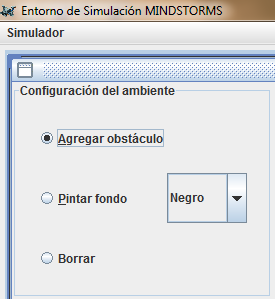 Entorno de Simulación MINDSTORMS
Simulador
Configuración del ambiente
Agregar obstáculo
Pintar fondo
Negro
Borrar